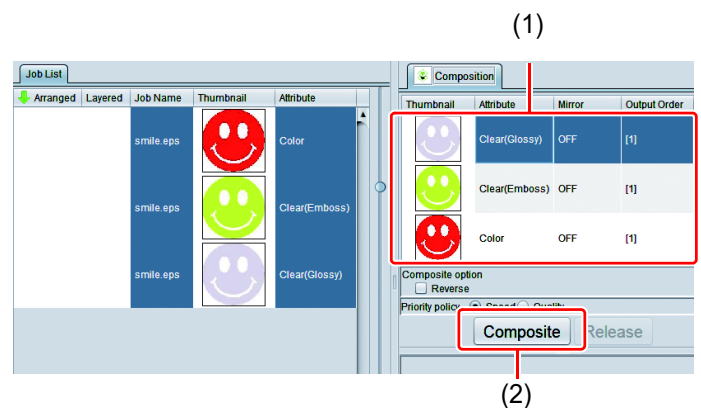 (1)
Job List
Composition
Arranged Layered Job Name Thumbnail Attribute
Thumbnail Attribute Mirror Output Order
smile.eps Color
Clear(Glossy) OFF [1]
smile.eps Clear(Emboss)
Clear(Emboss) OFF [1]
smile.eps Clear(Glossy)
Color OFF [1]
Composite option
Reverse
Priority policy Speed Quality
Composite Release
(2)